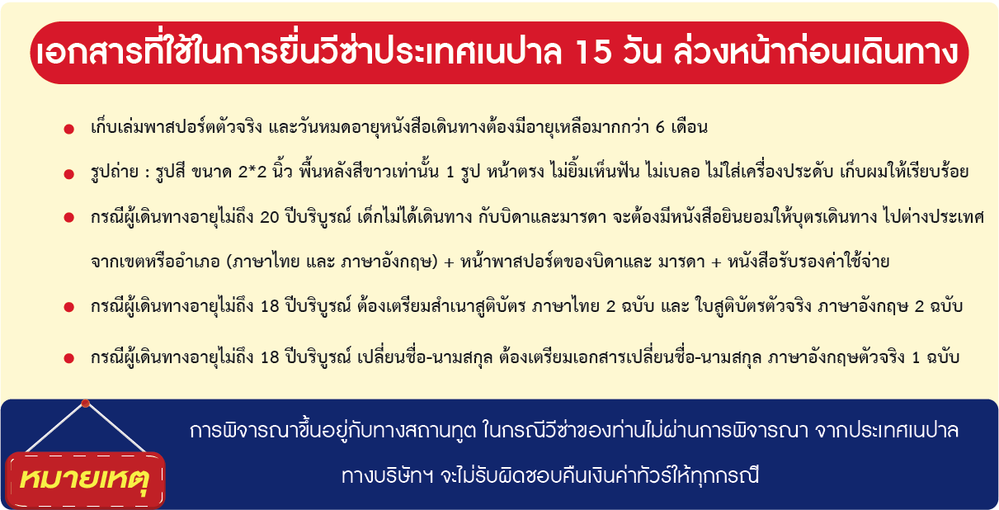 เอกสารที่ใช้ในการยื่นวีซ่าประเทศเนปาล 15 วัน ล่วงหน้าก่อนเดินทาง
เก็บเล่มพาสปอร์ตตัวจริง และวันหมดอายุหนังสือเดินทางต้องมีอายุเหลือมากกว่า 6 เดือน
รูปถ่าย : รูปสี ขนาด 2*2 นิ้ว พื้นหลังสีขาวเท่านั้น 1 รูป หน้าตรง ไม่ยิ้มเห็นฟัน ไม่เบลอ ไม่ใส่เครื่องประดับ เก็บผมให้เรียบร้อย
กรณีผู้เดินทางอายุไม่ถึง 20 ปีบริบูรณ์ เด็กไม่ได้เดินทาง กับบิดาและมารดา จะต้องมีหนังสือยินยอมให้บุตรเดินทาง ไปต่างประเทศ
จากเขตหรืออำเภอ (ภาษาไทย และ ภาษาอังกฤษ) + หน้าพาสปอร์ตของบิดาและ มารดา + หนังสือรับรองค่าใช้จ่าย
กรณีผู้เดินทางอายุไม่ถึง 18 ปีบริบูรณ์ ต้องเตรียมสำเนาสูติบัตร ภาษาไทย 2 ฉบับ และ ใบสูติบัตรตัวจริง ภาษาอังกฤษ 2 ฉบับ
กรณีผู้เดินทางอายุไม่ถึง 18 ปีบริบูรณ์ เปลี่ยนชื่อ-นามสกุล ต้องเตรียมเอกสารเปลี่ยนชื่อ-นามสกุล ภาษาอังกฤษตัวจริง 1 ฉบับ
การพิจารณาขึ้นอยู่กับทางสถานทูต ในกรณีวีซ่าของท่านไม่ผ่านการพิจารณา จากประเทศเนปาล
ทางบริษัทฯ จะไม่รับผิดชอบคืนเงินค่าทัวร์ให้ทุกกรณี
หมายเหตุ